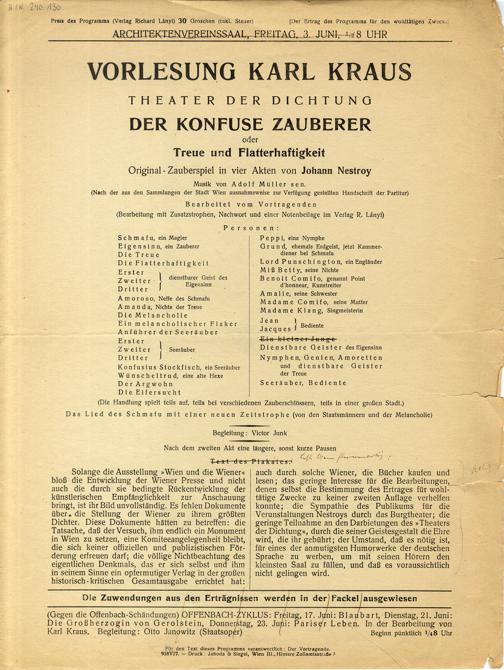 Preis des Programms (Verlag Richard Lányi) 30 Groschen (inkl. Steuer)
(Der Ertrag des Programms für den wohltätigen Zweck.)
ARCHITEKTENVEREINSSAAL, FREITAG, 3. JUNI, 8 UHR
VORLESUNG KARL KRAUS
THEATER DER DICHTUNG
DER KONFUSE ZAUBERER
oder
Treue und Flatterhaftigkeit
Original-Zauberspiel in vier Akten von Johann Nestroy
Musik von Adolf Müller sen.
(Nach der aus den Sammlungen der Stadt Wien ausnahmsweise zur Verfügung gestellten Handschrift der Partitur)
Bearbeitet vom Vortragenden
(Bearbeitung mit Zusatzstrophen, Nachwort und einer Notenbeilage im Verlag R. Lányi)
Personen:
Schmafu, ein Magier
Eigensinn, ein Zauberer
Die Treue
Die Flatterhaftigkeit
Erster
Zweiter
Dritter
dienstbarer Geist des Eigensinn
Amoroso, Neffe des Schmafu
Amanda, Nichte der Treue
Die Melancholie
Ein melancholischer Fiaker
Anführer der Seeräuber
Erster
Zweiter
Dritter
Seeräuber
Konfusius Stockfisch, ein Seeräuber
Wünscheltrud, eine alte Hexe
Der Argwohn
Die Eifersucht
Peppi, eine Nymphe
Grund, ehemals Erdgeist, jetzt Kammer-
diener bei Schmafu
Lord Punschington, ein Engländer
Miß Betty, seine Nichte
Benoit Comifo, genannt Point
d'honneur, Kunstreiter
Amalie, seine Schwester
Madame Comifo, seine Mutter
Madame Klang, Singmeisterin
Jean
Jacques
Bediente
Ein kleiner Junge
Dienstbare Geister des Eigensinn
Nymphen, Genien, Amoretten
und dienstbare Geister
der Treue
Seeräuber, Bediente
(Die Handlung spielt teils auf, teils bei verschiedenen Zauberschlössern, teils in einer großen Stadt.)
Das Lied des Schmafu mit einer neuen Zeitstrophe (von den Staatsmännern und der Melancholie)
Begleitung: Victor Junk
Nach dem zweiten Akt eine längere, sonst kurze Pausen
Text des Plakates:
Solange die Ausstellung »Wien und die Wiener«
bloß die Entwicklung der Wiener Presse und nicht
auch die durch sie bedingte Rückentwicklung der
künstlerischen Empfänglichkeit zur Anschauung
bringt, ist ihr Bild unvollständig. Es fehlen Dokumente
über die Stellung der Wiener zu ihrem größten
Dichter. Diese Dokumente hätten zu betreffen: die
Tatsache, daß der Versuch, ihm endlich ein Monument
in Wien zu setzen, eine Komiteeangelegenheit bleibt,
die sich keiner offiziellen und publizistischen För-
derung erfreuen darf; die völlige Nichtbeachtung des
eigentlichen Denkmals, das er sich selbst und ihm
in seinem Sinne ein opfermutiger Verlag in der großen
historisch-kritischen Gesamtausgabe errichtet hat:
auch durch solche Wiener, die Bücher kaufen und
lesen; das geringe Interesse für die Bearbeitungen,
denen selbst die Bestimmung des Ertrages für wohl-
tätige Zwecke zu keiner zweiten Auflage verhelfen
konnte; die Sympathie des Publikums für die
Verunstaltungen Nestroys durch das Burgtheater; die
geringe Teilnahme an den Darbietungen des »Theaters
der Dichtung«, durch die seiner Geistesgestalt die Ehre
wird, die ihr gebührt; der Umstand, daß es nötig ist,
für eines der anmutigsten Humorwerke der deutschen
Sprache zu werben, um mit seinen Hören den
kleinsten Saal zu füllen, und daß es voraussichtlich
nicht gelingen wird.
Die Zuwendungen aus den Erträgnissen werden in der Fackel ausgewiesen
(Gegen die Offenbach-Schändungen) OFFENBACH-ZYKLUS: Freitag, 17. Juni: Blaubart, Dienstag, 21. Juni:
Die Großherzogin von Gerolstein, Donnerstag, 23. Juni: Pariser Leben. In der Bearbeitung von
Karl Kraus. Begleitung: Otto Janowitz (Staatsoper)
Beginn pünktlich ½8 Uhr
Für den Text dieses Programms verantwortlich: Der Vortragende.
Druck: Jahoda & Siegel, Wien III., Hintere Zollamtsstraße 3